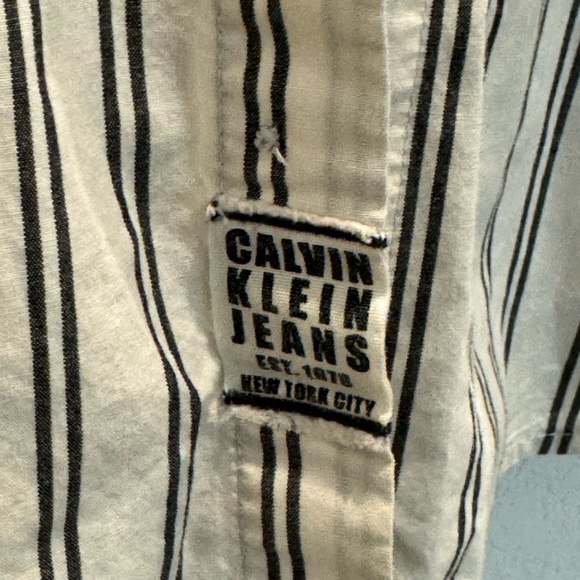 CALVIN
KLEIN
JEANS
EST. 1978
NEW YORK CITY